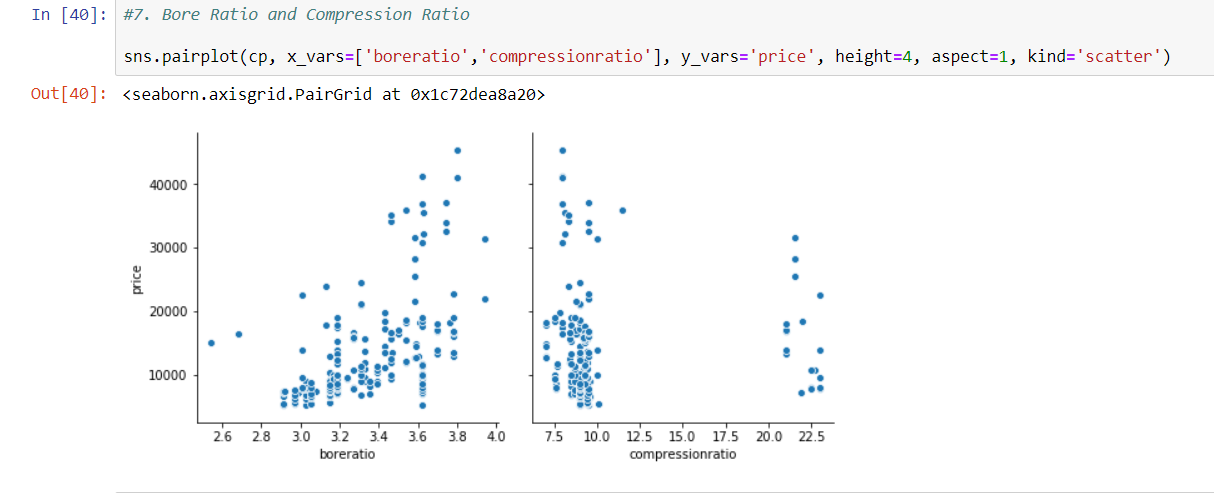 In [40]: #7. Bore Ratio and Compression Ratio
sns.pairplot(cp, x_vars=['boreratio','compressionratio'], y_vars='price', height=4, aspect=1, kind='scatter')
Out[40]: <seaborn.axisgrid.PairGrid at 0x1c72dea8a20>
40000
30000
20000
10000
price
2.6 2.8 3.0 3.2 3.4 3.6 3.8 4.0
boreratio
7.5 10.0 12.5 15.0 17.5 20.0 22.5
compressionratio